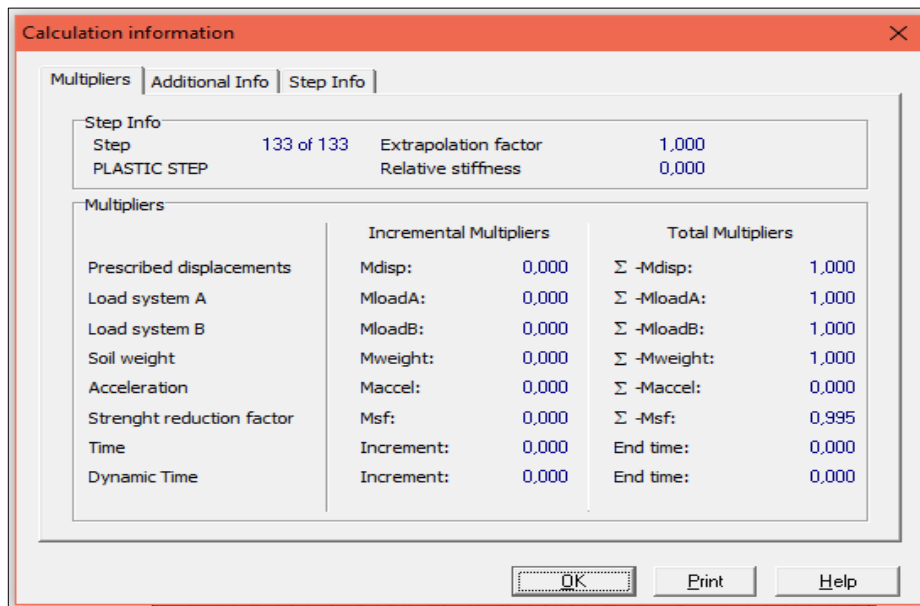 Calculation information
Multipliers Additional Info Step Info
Step Info
Step 133 of 133 Extrapolation factor 1,000
PLASTIC STEP Relative stiffness 0,000
Multipliers
Incremental Multipliers Total Multipliers
Prescribed displacements Mdisp: 0,000 Σ -Mdisp: 1,000
Load system A MloadA: 0,000 Σ -MloadA: 1,000
Load system B MloadB: 0,000 Σ -MloadB: 1,000
Soil weight Mweight: 0,000 Σ -Mweight: 1,000
Acceleration Maccel: 0,000 Σ -Maccel: 0,000
Strenght reduction factor Msf: 0,000 Σ -Msf: 0,995
Time Increment: 0,000 End time: 0,000
Dynamic Time Increment: 0,000 End time: 0,000
OK Print Help